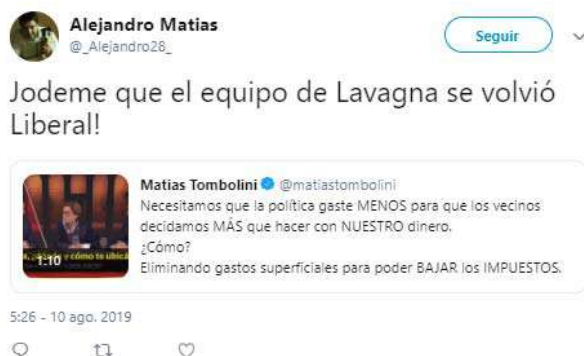 Alejandro Matias
@_Alejandro28_
Seguir
Jodeme que el equipo de Lavagna se volvió
Liberal!
Matias Tombolini @matiastombolini
Necesitamos que la política gaste MENOS para que los vecinos
decidamos MÁS que hacer con NUESTRO dinero.
¿Cómo?
Eliminando gastos superficiales para poder BAJAR los IMPUESTOS.
y cómo te ubicá
1:10
5:26 - 10 ago. 2019